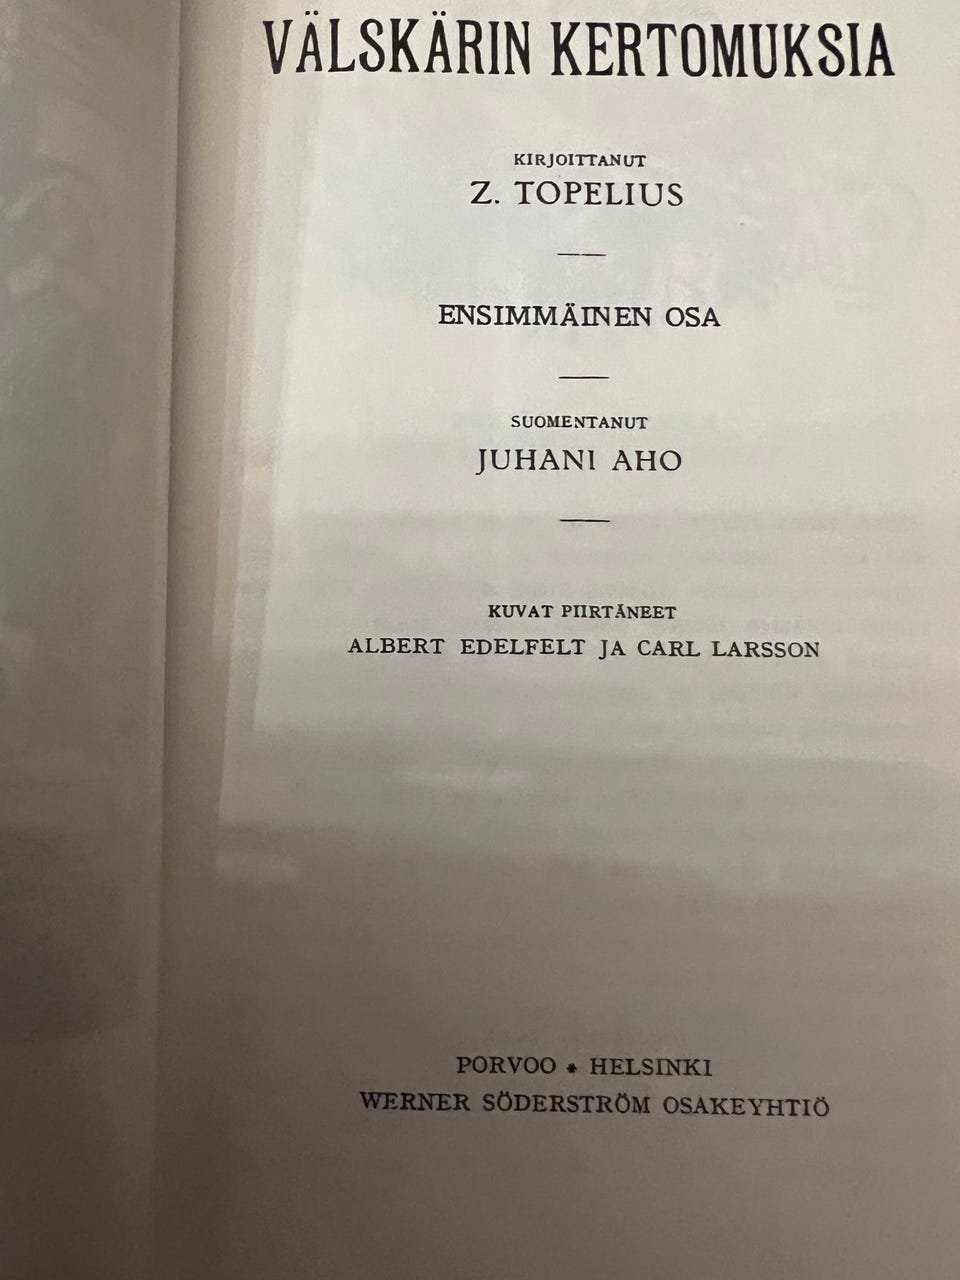 VÄLSKÄRIN KERTOMUKSIA
KIRJOITTANUT
Z. TOPELIUS
ENSIMMÄINEN OSA
SUOMENTANUT
JUHANI AHO
KUVAT PIIRTÄNEET
ALBERT EDELFELT JA CARL LARSSON
PORVOO * HELSINKI
WERNER SÖDERSTRÖM OSAKEYHTIÖ